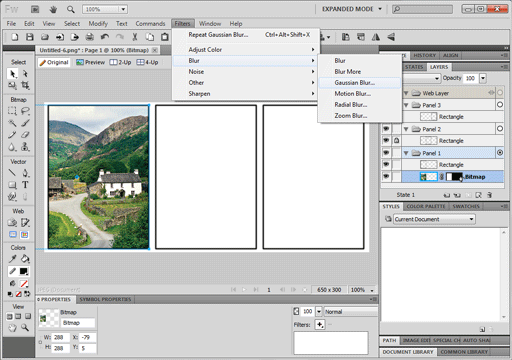 Fw
100%
EXPANDED MODE
File Edit View Select Modify Text Commands Filters Window Help
Repeat Gaussian Blur... Ctrl+Alt+Shift+X
Adjust Color
Blur
Noise
Other
Sharpen
Blur
Blur More
Gaussian Blur...
Motion Blur...
Radial Blur...
Zoom Blur...
Untitled-6.png* : Page 1 @ 100% (Bitmap)
Original Preview 2-Up 4-Up
Select
Bitmap
Vector
Web
Colors
View
ALIGN
STATES LAYERS
Opacity 100
Web Layer
Panel 3
Rectangle
Panel 2
Rectangle
Panel 1
Rectangle
Bitmap
State 1
STYLES COLOR PALETTE SWATCHES
Current Document
1
650 x 300 100%
PROPERTIES SYMBOL PROPERTIES
Bitmap
Bitmap
W: 288 X: -79
H: 288 Y: 5
100 Normal
Filters:
PATH IMAGE EDIT SPECIAL CH AUTO SHA
DOCUMENT LIBRARY COMMON LIBRARY